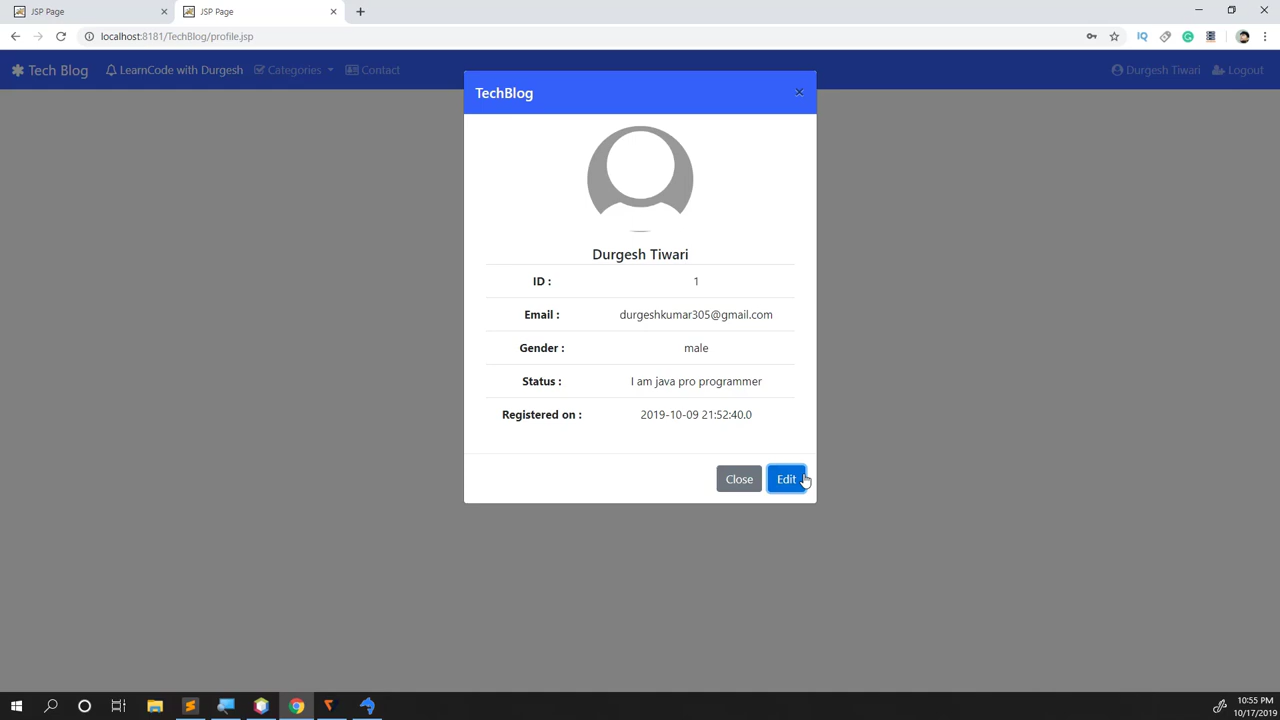 JSP Page
JSP Page
localhost:8181/TechBlog/profile.jsp
IQ
Tech Blog LearnCode with Durgesh Categories Contact Durgesh Tiwari Logout
TechBlog ×
Durgesh Tiwari
ID : 1
Email : durgeshkumar305@gmail.com
Gender : male
Status : I am java pro programmer
Registered on : 2019-10-09 21:52:40.0
Close Edit
10:55 PM
10/17/2019